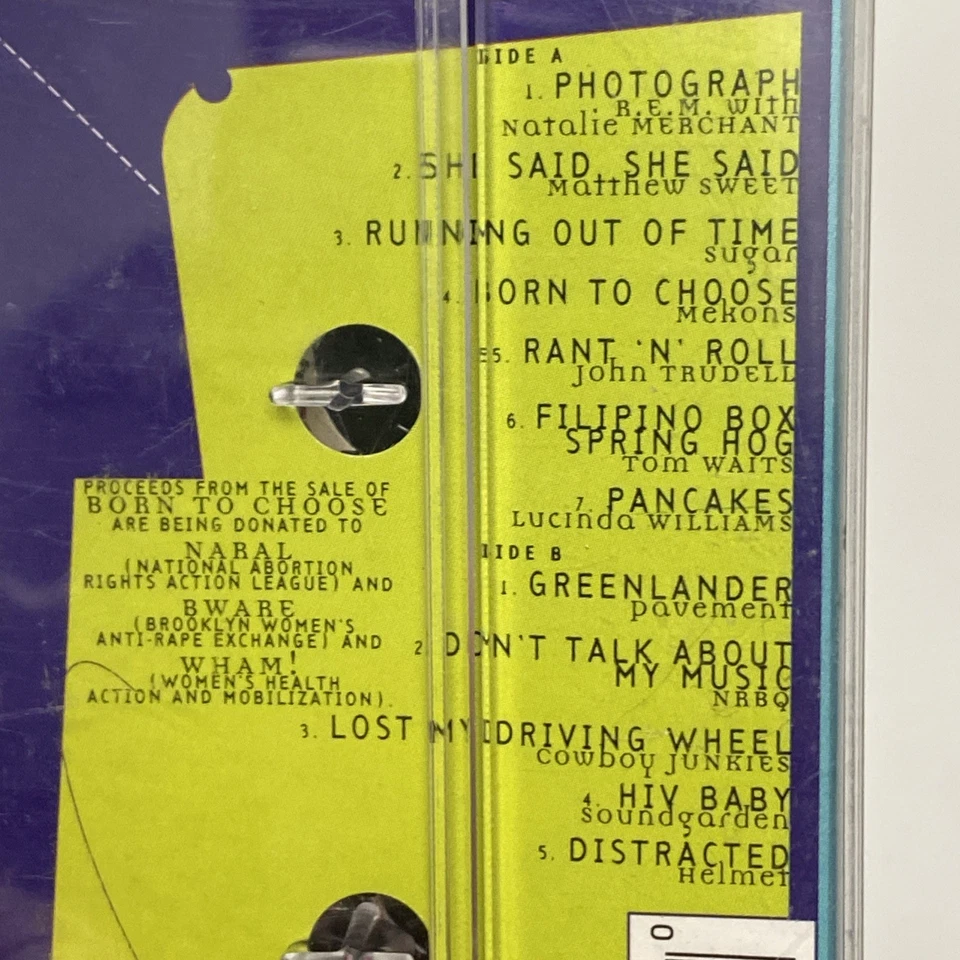 SIDE A
1. PHOTOGRAPH
R.E.M. with
Natalie MERCHANT
2. SHE SAID, SHE SAID
Matthew SWEET
3. RUNNING OUT OF TIME
sugar
4. BORN TO CHOOSE
Mekons
5. RANT 'N' ROLL
John TRUDELL
6. FILIPINO BOX
SPRING HOG
Tom WAITS
7. PANCAKES
Lucinda WILLIAMS
SIDE B
1. GREENLANDER
pavement
2. DON'T TALK ABOUT
MY MUSIC
NRBQ
3. LOST MY DRIVING WHEEL
Cowboy JUNKIES
4. HIV BABY
soundgarden
5. DISTRACTED
Helmet
PROCEEDS FROM THE SALE OF
BORN TO CHOOSE
ARE BEING DONATED TO
NARAL
(NATIONAL ABORTION
RIGHTS ACTION LEAGUE) AND
BWARE
(BROOKLYN WOMEN'S
ANTI-RAPE EXCHANGE) AND
WHAM!
(WOMEN'S HEALTH
ACTION AND MOBILIZATION).
0